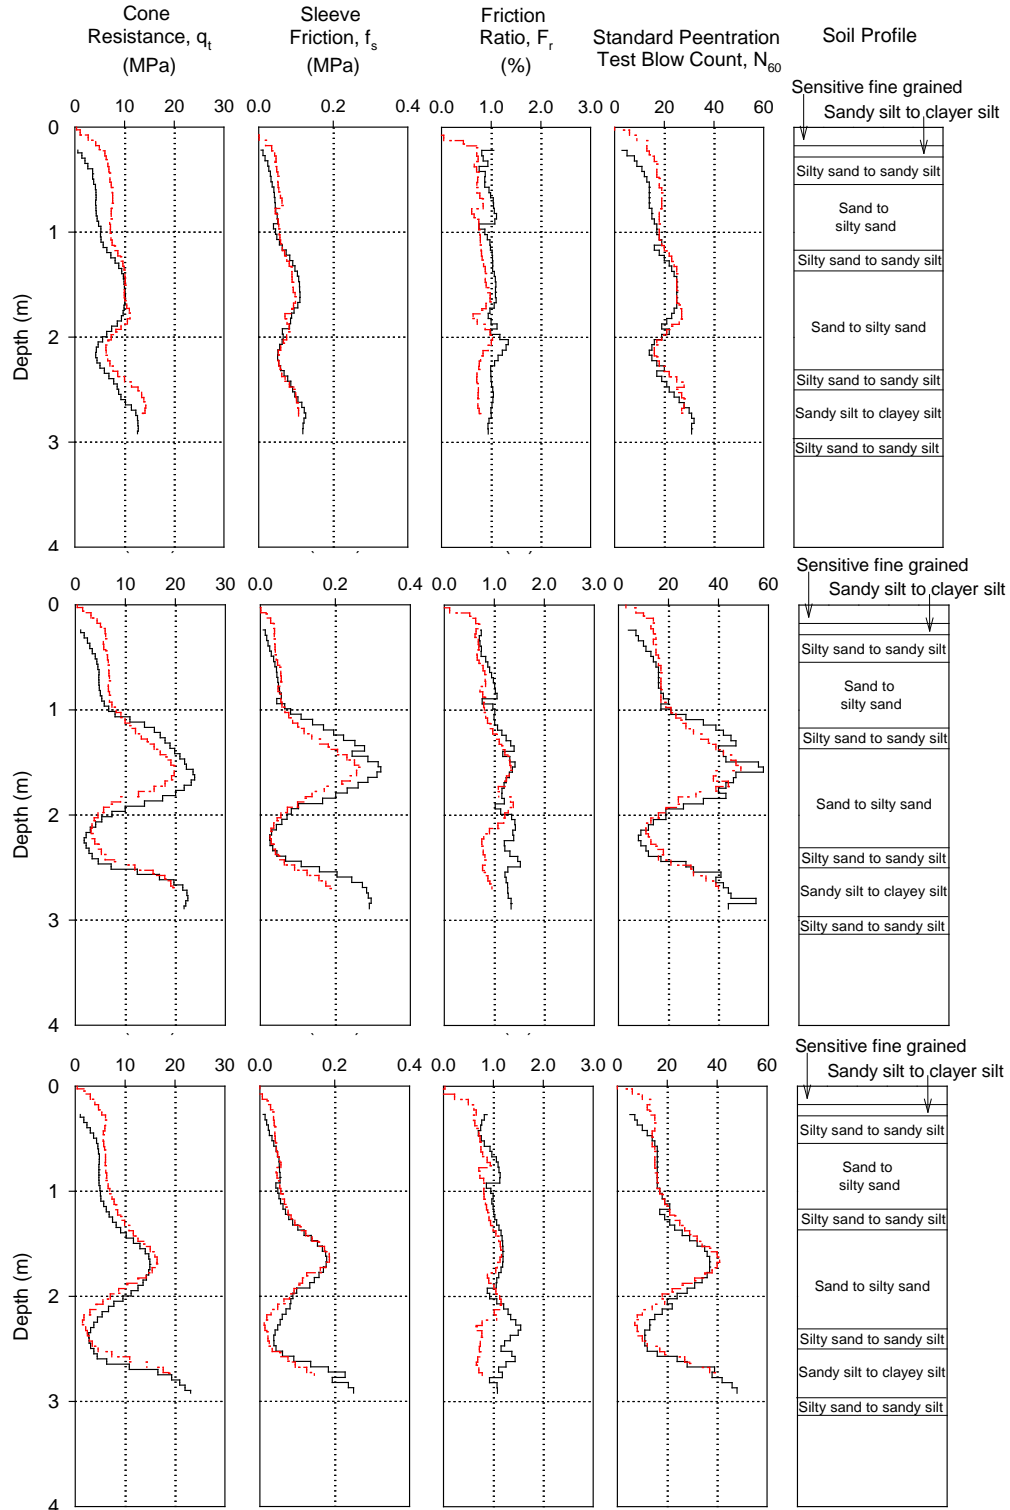 Cone
Resistance, qt
(MPa)
Sleeve
Friction, fs
(MPa)
Friction
Ratio, Fr
(%)
Standard Peentration
Test Blow Count, N60
Soil Profile
0 10 20 30
0.0 0.2 0.4
0.0 1.0 2.0 3.0
0 20 40 60
Sensitive fine grained
Sandy silt to clayer silt
Silty sand to sandy silt
Sand to
silty sand
Silty sand to sandy silt
Sand to silty sand
Silty sand to sandy silt
Sandy silt to clayey silt
Silty sand to sandy silt
0
1
2
3
4
Depth (m)
0 10 20 30
0.0 0.2 0.4
0.0 1.0 2.0 3.0
0 20 40 60
Sensitive fine grained
Sandy silt to clayer silt
Silty sand to sandy silt
Sand to
silty sand
Silty sand to sandy silt
Sand to silty sand
Silty sand to sandy silt
Sandy silt to clayey silt
Silty sand to sandy silt
0
1
2
3
4
Depth (m)
0 10 20 30
0.0 0.2 0.4
0.0 1.0 2.0 3.0
0 20 40 60
Sensitive fine grained
Sandy silt to clayer silt
Silty sand to sandy silt
Sand to
silty sand
Silty sand to sandy silt
Sand to silty sand
Silty sand to sandy silt
Sandy silt to clayey silt
Silty sand to sandy silt
0
1
2
3
4
Depth (m)